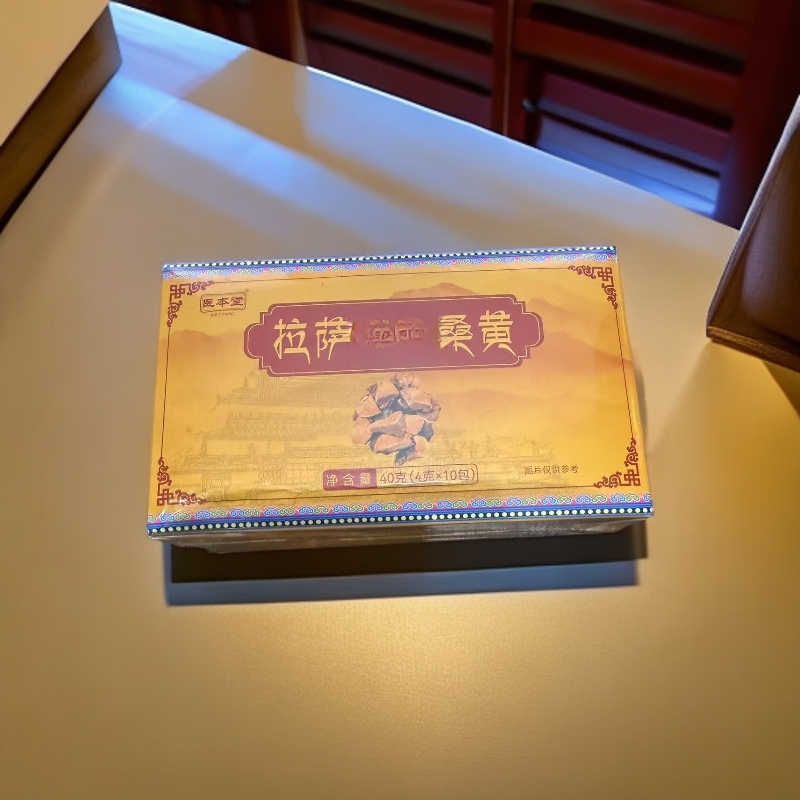 医本堂
拉萨 桑黄
净含量 40克(4克×10包)
图片仅供参考